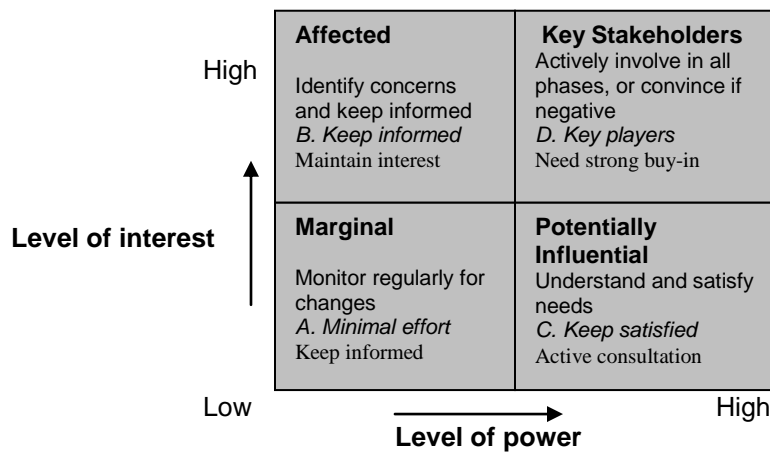 Affected
Identify concerns
and keep informed
B. Keep informed
Maintain interest
Key Stakeholders
Actively involve in all
phases, or convince if
negative
D. Key players
Need strong buy-in
High
Level of interest
Marginal
Monitor regularly for
changes
A. Minimal effort
Keep informed
Potentially
Influential
Understand and satisfy
needs
C. Keep satisfied
Active consultation
Low
High
Level of power